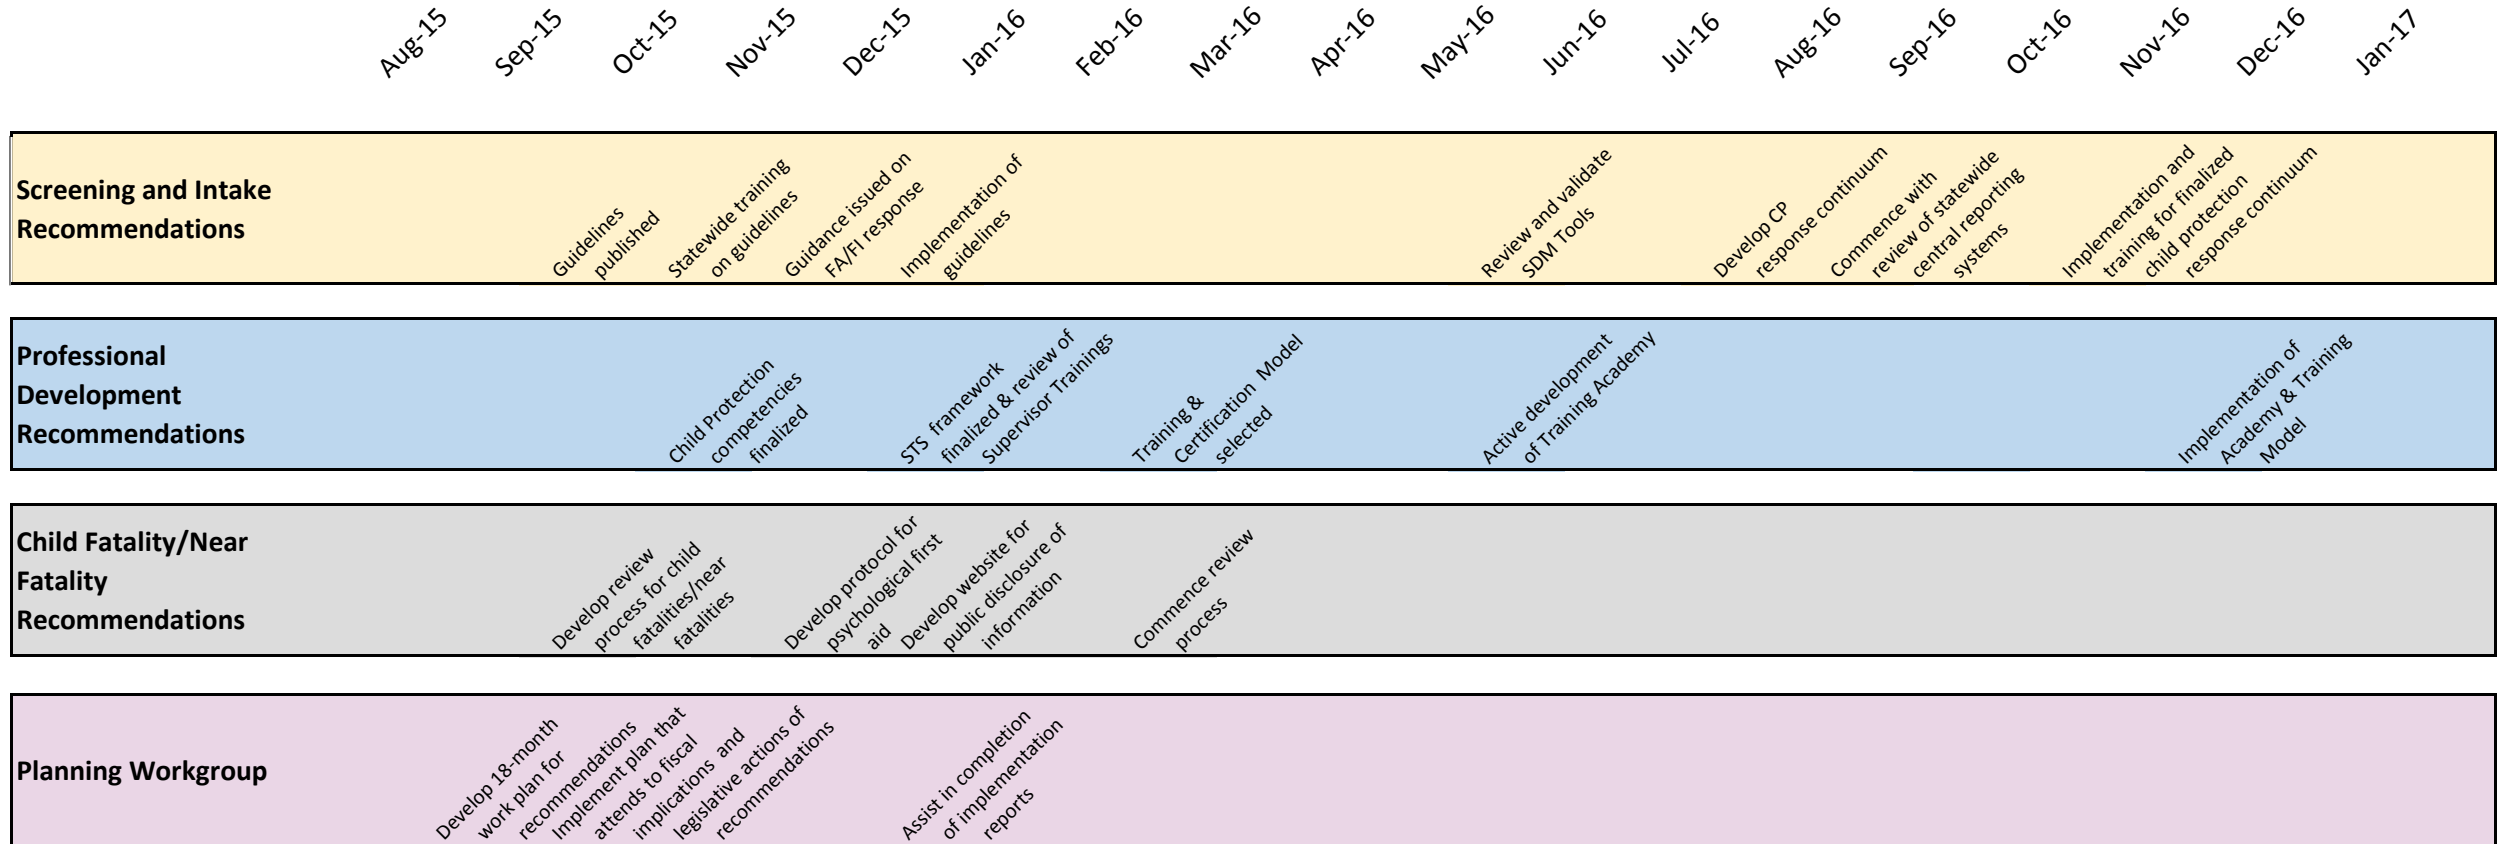 Aug-15
Sep-15
Oct-15
Nov-15
Dec-15
Jan-16
Feb-16
Mar-16
Apr-16
May-16
Jun-16
Jul-16
Aug-16
Sep-16
Oct-16
Nov-16
Dec-16
Jan-17
Screening and Intake
Recommendations
Guidelines
published
Statewide training
on guidelines
Guidance issued on
FA/FI response
Implementation of
guidelines
Review and validate
SDM Tools
Develop CP
response continuum
Commence with
review of statewide
central reporting
systems
Implementation and
training for finalized
child protection
response continuum
Professional
Development
Recommendations
Child Protection
competencies
finalized
STS framework
finalized & review of
Supervisor Trainings
Training &
Certification Model
selected
Active development
of Training Academy
Implementation of
Academy & Training
Model
Child Fatality/Near
Fatality
Recommendations
Develop review
process for child
fatalities/near
fatalities
Develop protocol for
psychological first
aid
Develop website for
public disclosure of
information
Commence review
process
Planning Workgroup
Develop 18-month
work plan for
recommendations
Implement plan that
attends to fiscal
implications and
legislative actions of
recommendations
Assist in completion
of implementation
reports